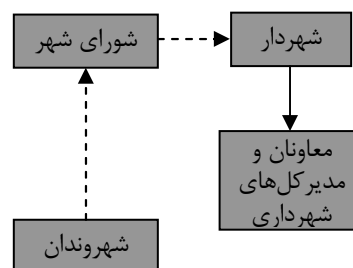 شهردار
شورای شهر
معاونان و
مدیرکل‌های
شهرداری
شهروندان